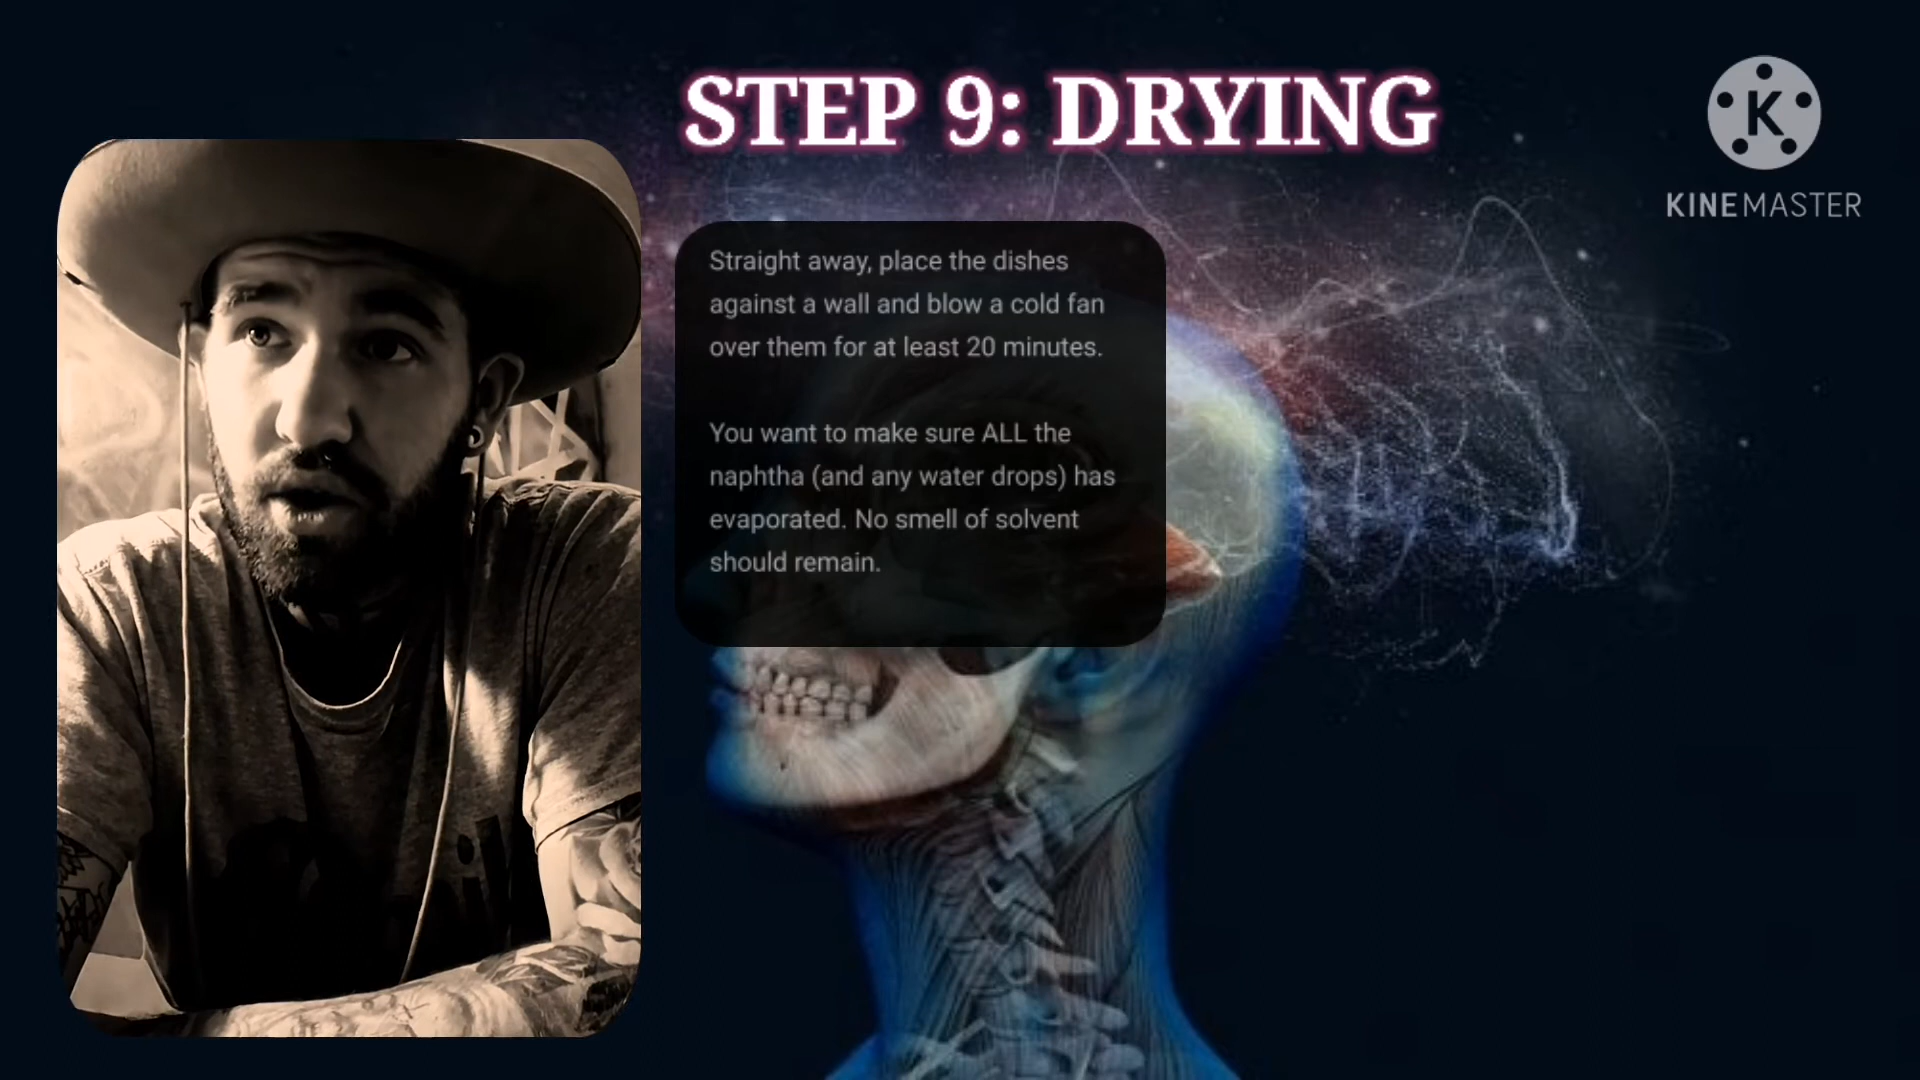 STEP 9: DRYING
K
KINEMASTER
Straight away, place the dishes
against a wall and blow a cold fan
over them for at least 20 minutes.
You want to make sure ALL the
naphtha (and any water drops) has
evaporated. No smell of solvent
should remain.